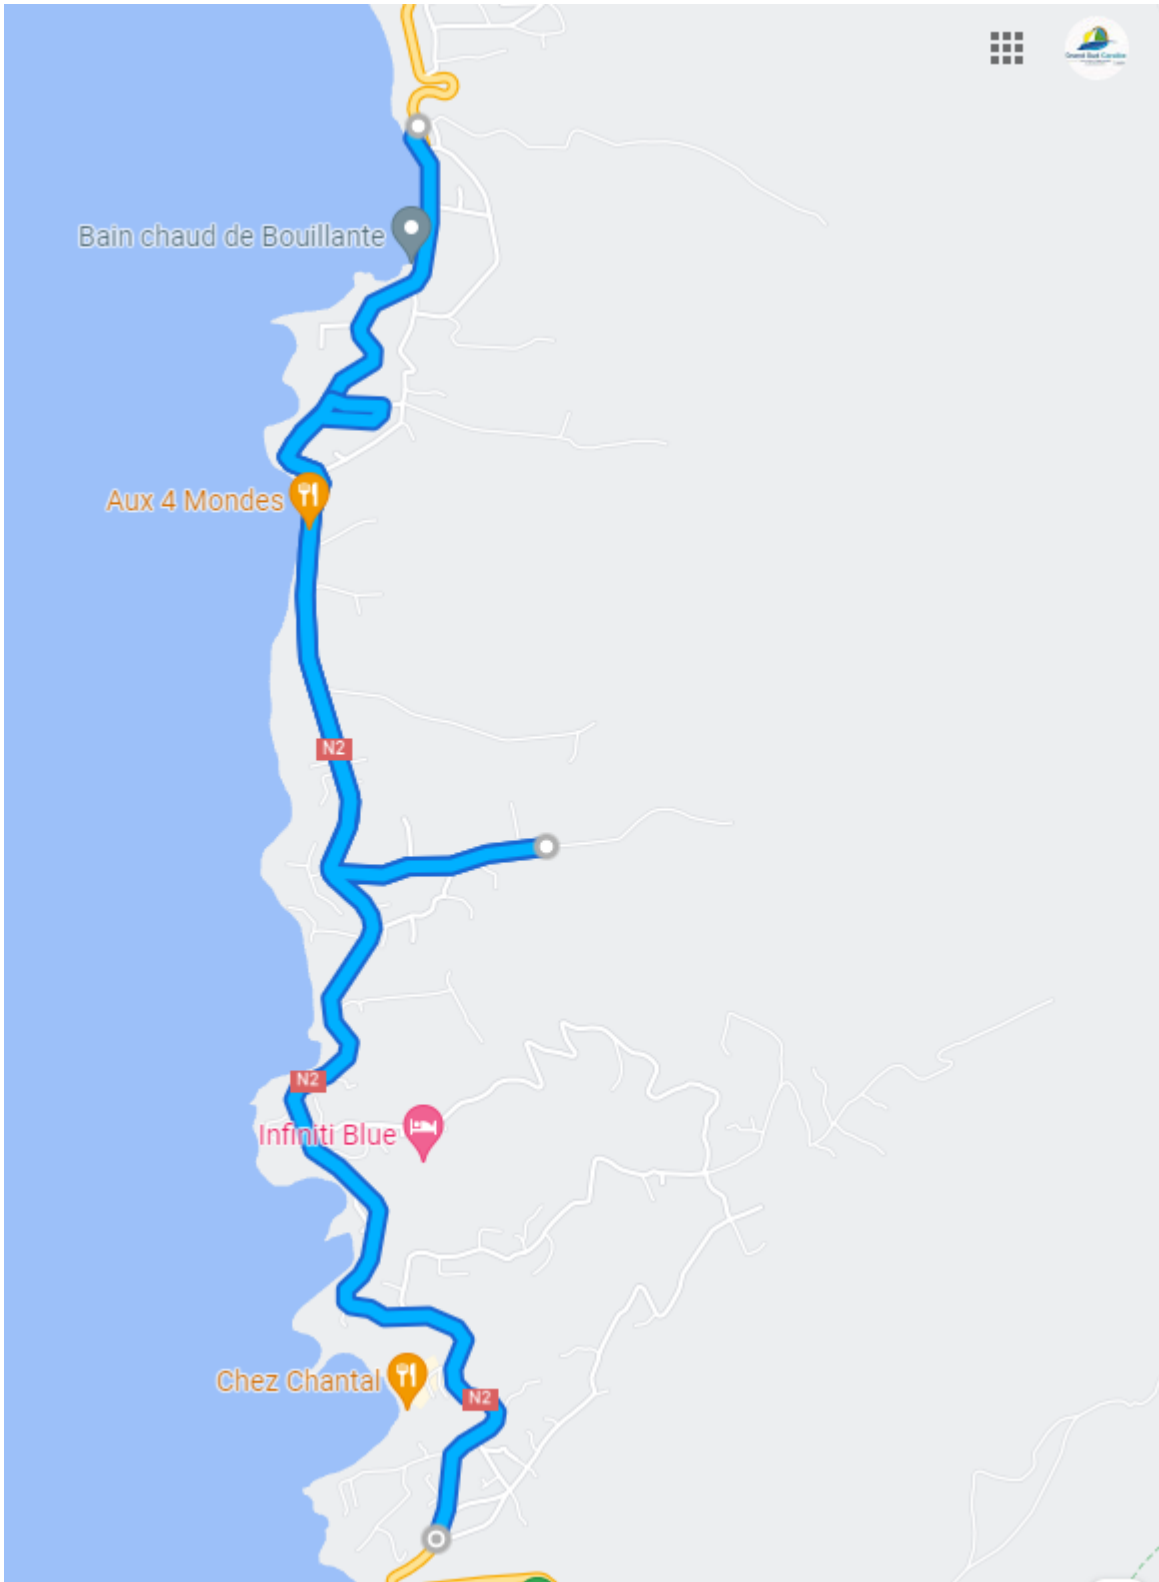 Bain chaud de Bouillante
Aux 4 Mondes
N2
N2
Infiniti Blue
Chez Chantal
N2